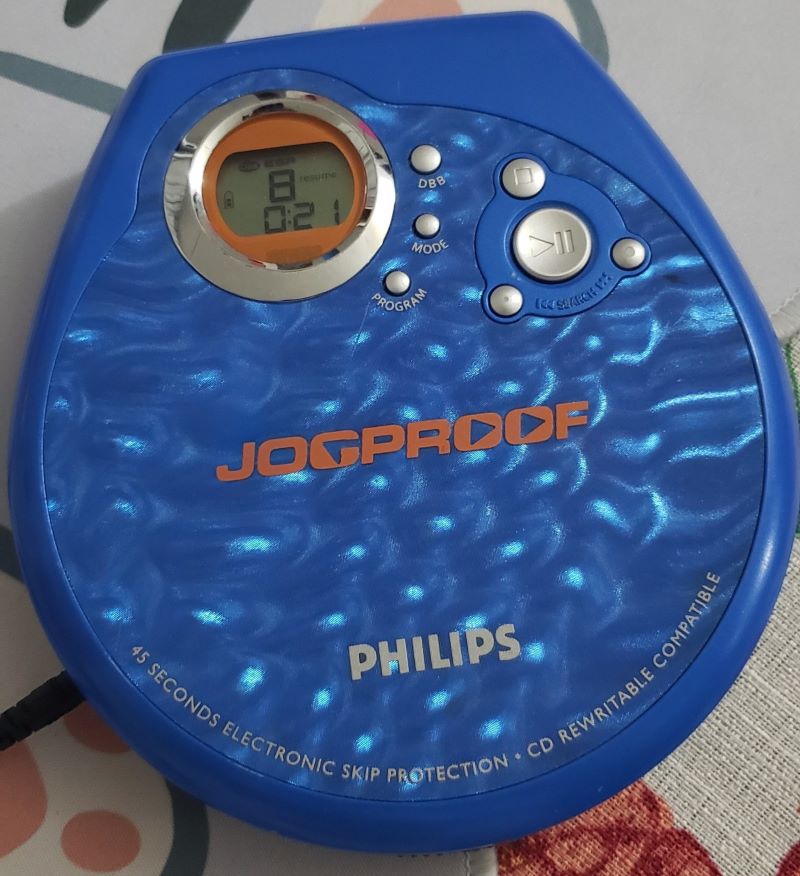 ESP
8 resume
0:21
DBB
MODE
PROGRAM
SEARCH
JOGPROOF
PHILIPS
45 SECONDS ELECTRONIC SKIP PROTECTION • CD REWRITABLE COMPATIBLE